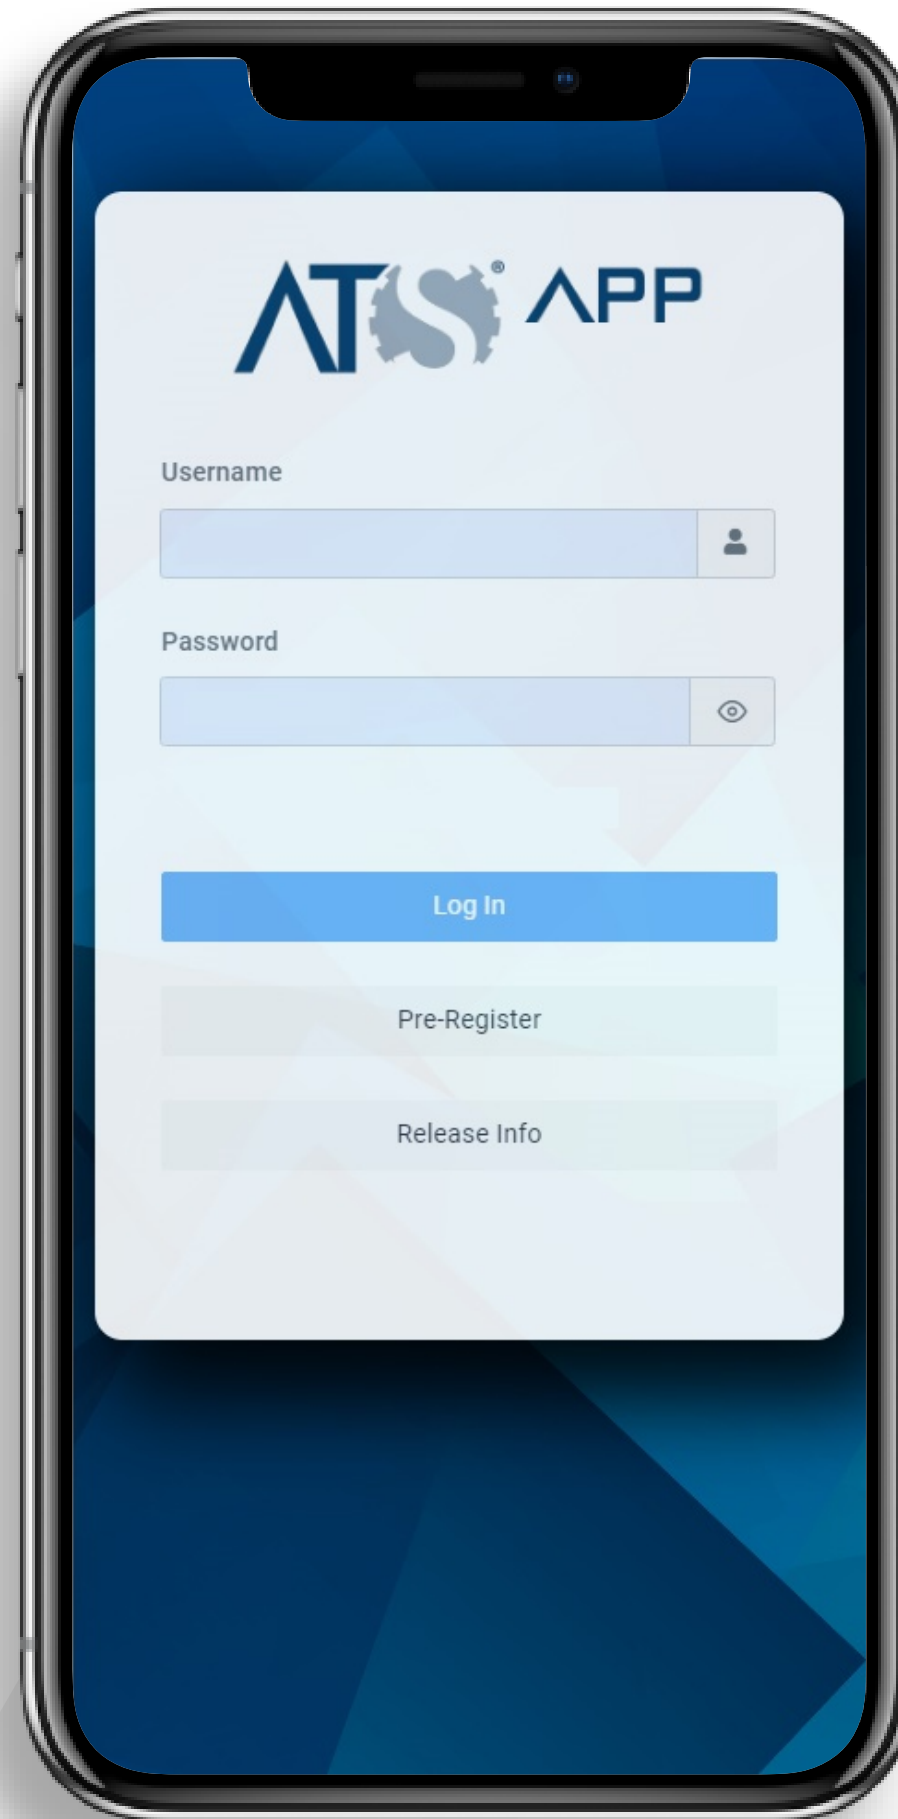 ATS® APP
Username
Password
Log In
Pre-Register
Release Info